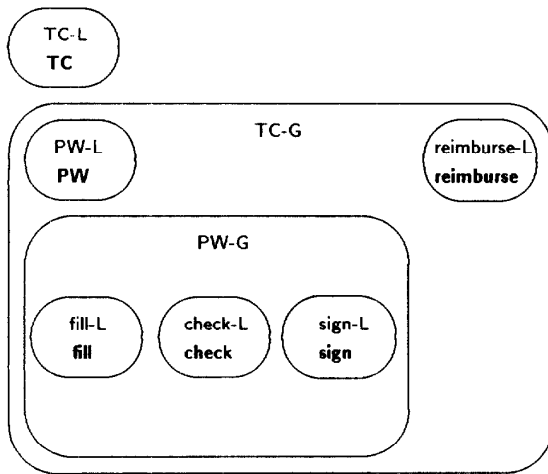 TC-L
TC
TC-G
PW-L
PW
reimburse-L
reimburse
PW-G
fill-L
fill
check-L
check
sign-L
sign